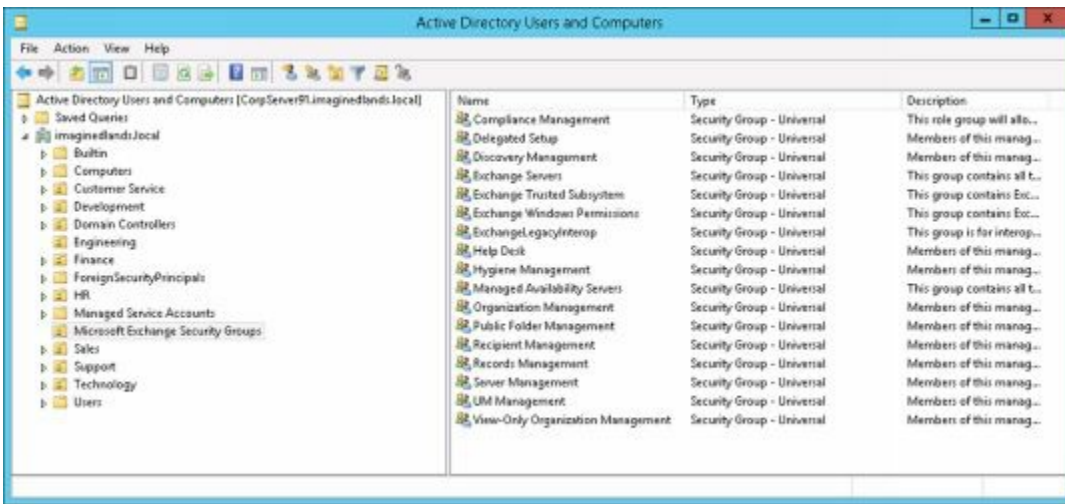 Active Directory Users and Computers
File Action View Help
Active Directory Users and Computers [CorpServer91.imaginedlands.local]
Saved Queries
imaginedlands.local
Builtin
Computers
Customer Service
Development
Domain Controllers
Engineering
Finance
ForeignSecurityPrincipals
HR
Managed Service Accounts
Microsoft Exchange Security Groups
Sales
Support
Technology
Users
Name Type Description
Compliance Management Security Group - Universal This role group will allo...
Delegated Setup Security Group - Universal Members of this manag...
Discovery Management Security Group - Universal Members of this manag...
Exchange Servers Security Group - Universal This group contains all t...
Exchange Trusted Subsystem Security Group - Universal This group contains Exc...
Exchange Windows Permissions Security Group - Universal This group contains Exc...
ExchangeLegacyInterop Security Group - Universal This group is for interop...
Help Desk Security Group - Universal Members of this manag...
Hygiene Management Security Group - Universal Members of this manag...
Managed Availability Servers Security Group - Universal This group contains all t...
Organization Management Security Group - Universal Members of this manag...
Public Folder Management Security Group - Universal Members of this manag...
Recipient Management Security Group - Universal Members of this manag...
Records Management Security Group - Universal Members of this manag...
Server Management Security Group - Universal Members of this manag...
UM Management Security Group - Universal Members of this manag...
View-Only Organization Management Security Group - Universal Members of this manag...